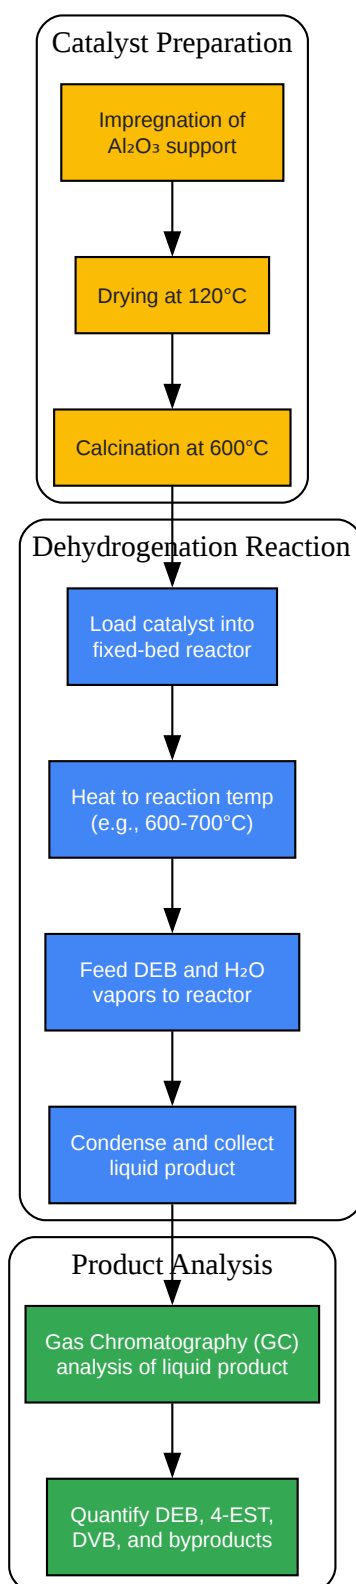 Catalyst Preparation
Impregnation of
Al₂O₃ support
Drying at 120°C
Calcination at 600°C
Dehydrogenation Reaction
Load catalyst into
fixed-bed reactor
Heat to reaction temp
(e.g., 600-700°C)
Feed DEB and H₂O
vapors to reactor
Condense and collect
liquid product
Product Analysis
Gas Chromatography (GC)
analysis of liquid product
Quantify DEB, 4-EST,
DVB, and byproducts